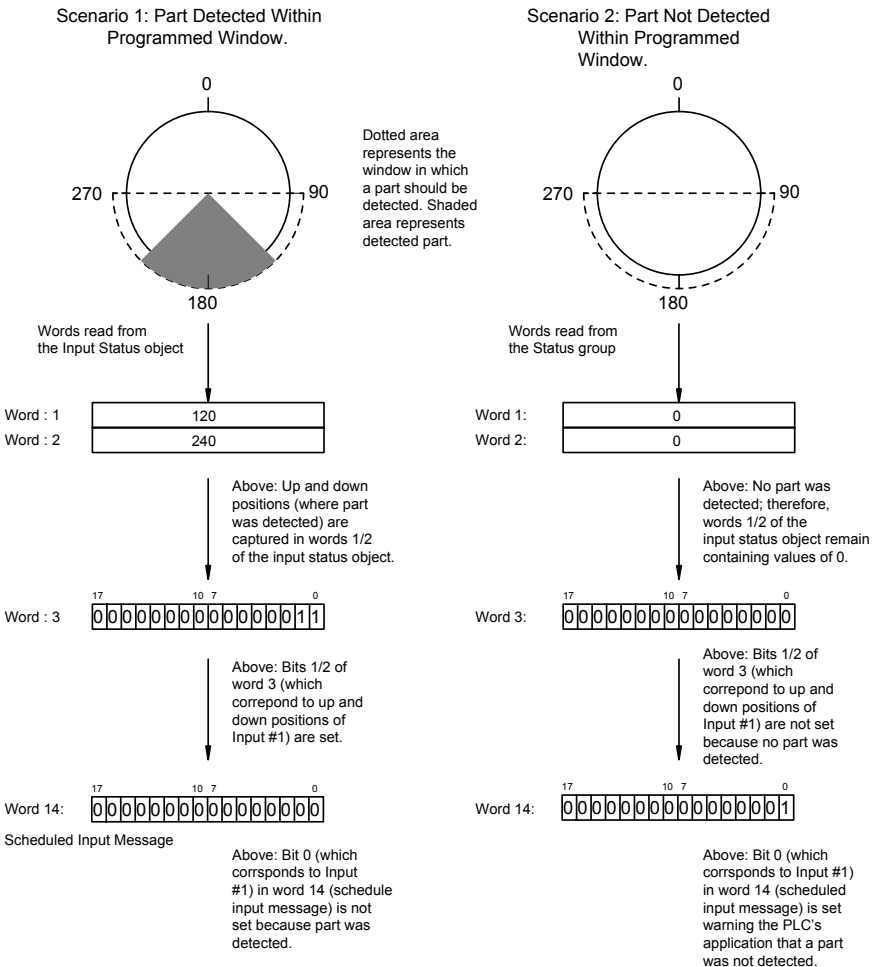 Scenario 1: Part Detected Within
Programmed Window.
0
270
90
180
Dotted area
represents the
window in which
a part should be
detected. Shaded
area represents
detected part.
Words read from
the Input Status object
Word : 1
120
Word : 2
240
Above: Up and down
positions (where part
was detected) are
captured in words 1/2
of the input status object.
17 10 7 0
Word : 3
0000000000000011
Above: Bits 1/2 of
word 3 (which
correpond to up and
down positions of
Input #1) are set.
17 10 7 0
Word 14:
0000000000000000
Scheduled Input Message
Above: Bit 0 (which
corrsponds to Input
#1) in word 14 (schedule
input message) is not
set because part was
detected.
Scenario 2: Part Not Detected
Within Programmed
Window.
0
270
90
180
Words read from
the Status group
Word 1:
0
Word 2:
0
Above: No part was
detected; therefore,
words 1/2 of the
input status object remain
containing values of 0.
17 10 7 0
Word 3:
0000000000000000
Above: Bits 1/2 of
word 3 (which
correpond to up and
down positions of
Input #1) are not set
because no part was
detected.
17 10 7 0
Word 14:
0000000000000001
Above: Bit 0 (which
corrsponds to Input #1)
in word 14 (scheduled
input message) is set
warning the PLC's
application that a part
was not detected.